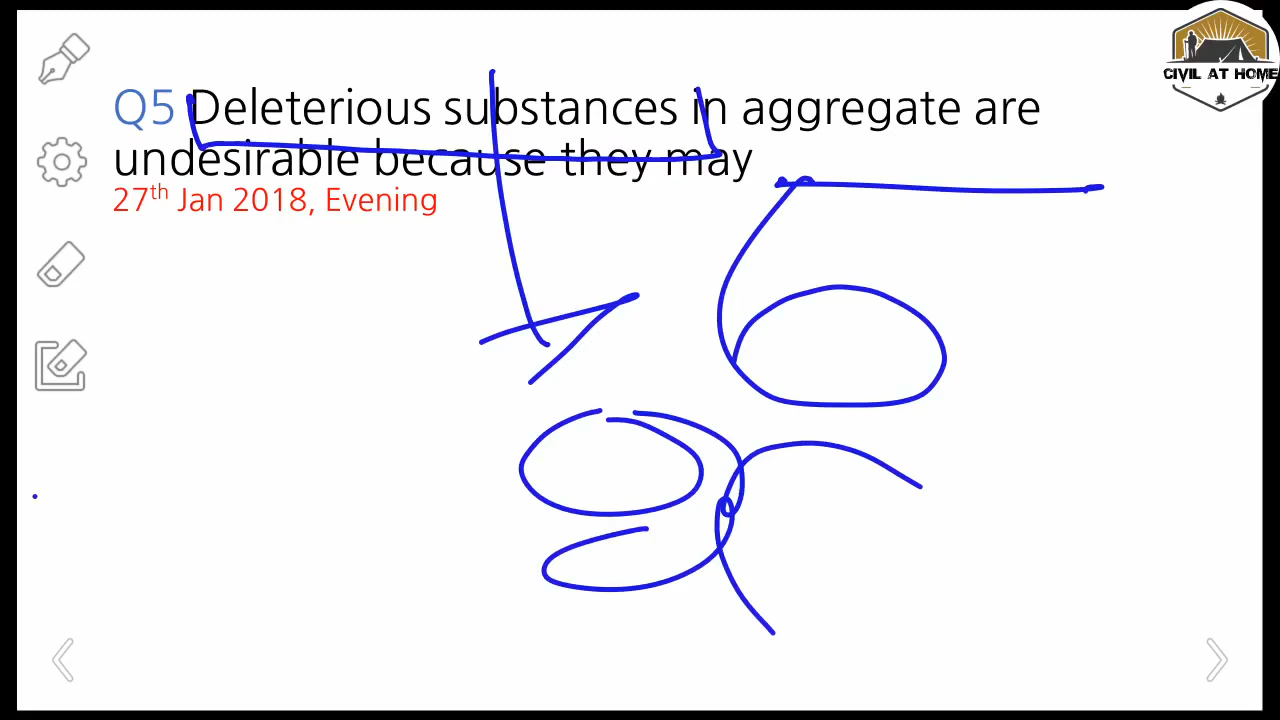 CIVIL AT HOME
Q5 Deleterious substances in aggregate are
undesirable because they may
27th Jan 2018, Evening